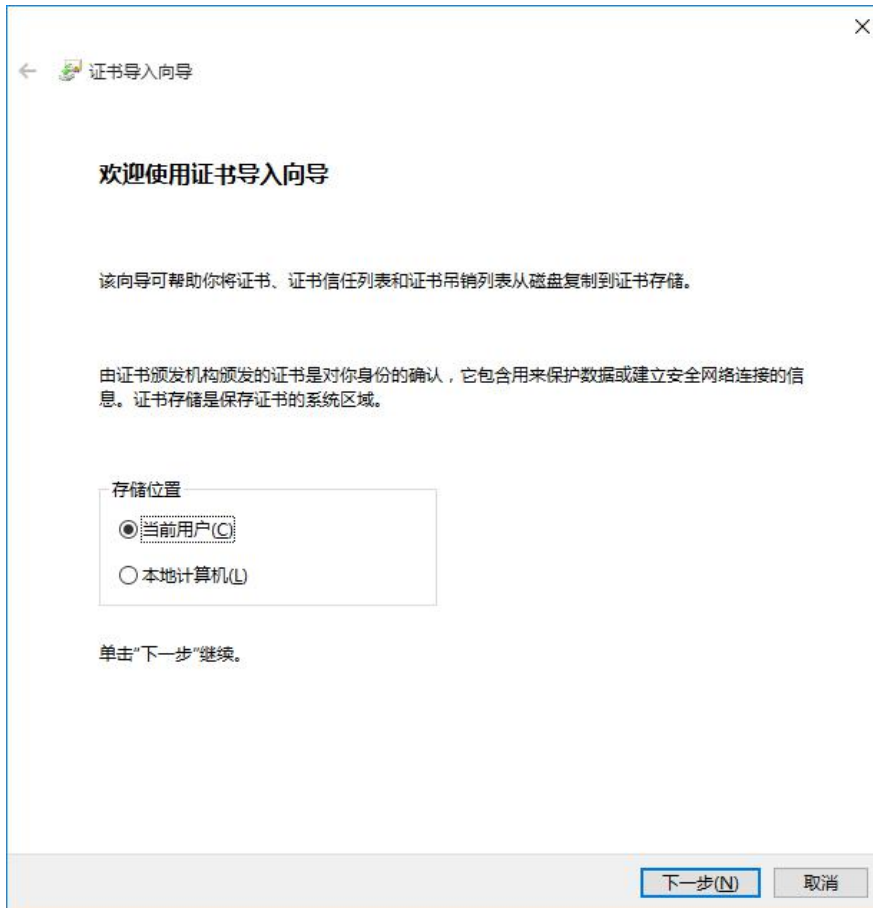 证书导入向导
欢迎使用证书导入向导
该向导可帮助你将证书、证书信任列表和证书吊销列表从磁盘复制到证书存储。
由证书颁发机构颁发的证书是对你身份的确认，它包含用来保护数据或建立安全网络连接的信
息。证书存储是保存证书的系统区域。
存储位置
当前用户(C)
本地计算机(L)
单击"下一步"继续。
下一步(N)
取消